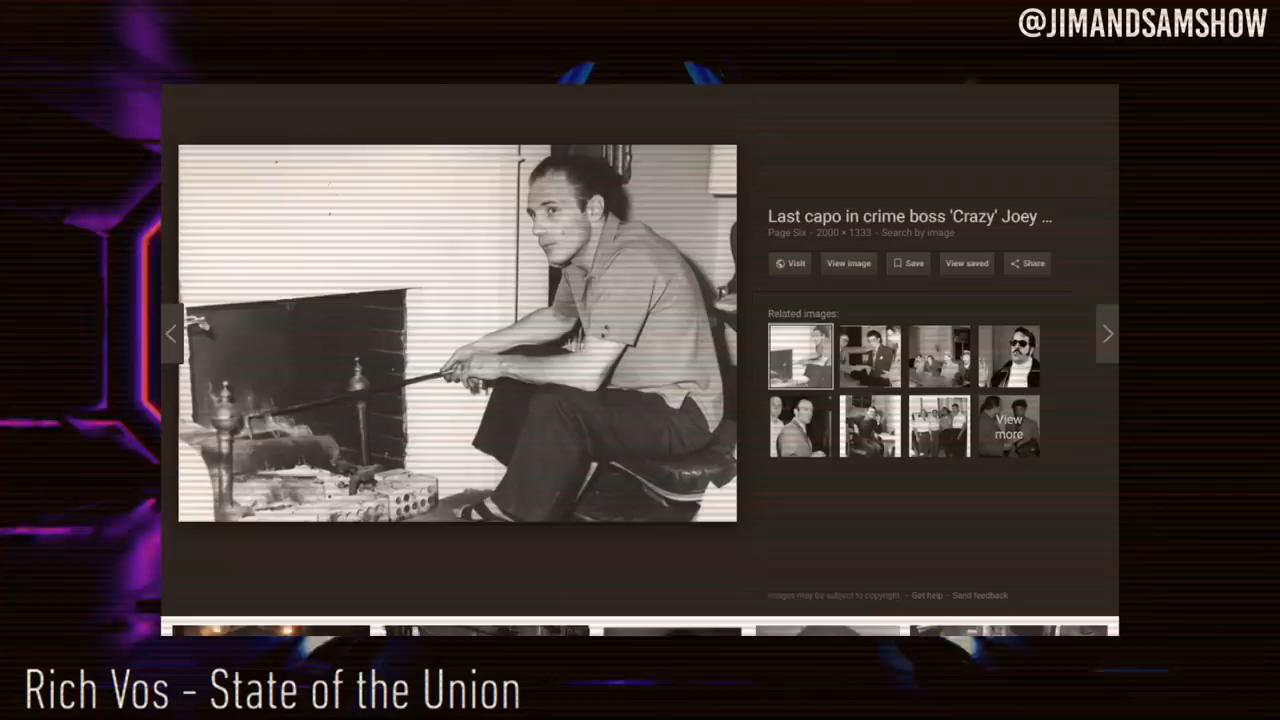 @JIMANDSAMSHOW
Last capo in crime boss 'Crazy' Joey ...
Page Six - 2000 × 1333 - Search by image
Visit
View image
Save
View saved
Share
Related images:
View
more
Images may be subject to copyright. - Get help - Send feedback
Rich Vos - State of the Union